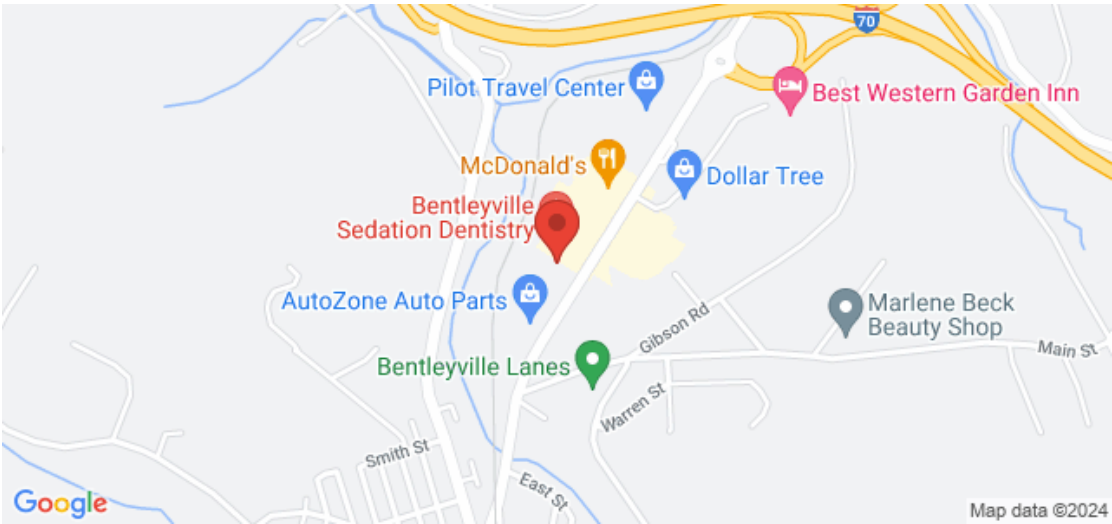 70
Pilot Travel Center
Best Western Garden Inn
McDonald's
Dollar Tree
Bentleyville
Sedation Dentistry
AutoZone Auto Parts
Marlene Beck
Beauty Shop
Gibson Rd
Main St
Bentleyville Lanes
Warren St
Smith St
East St
Google
Map data ©2024